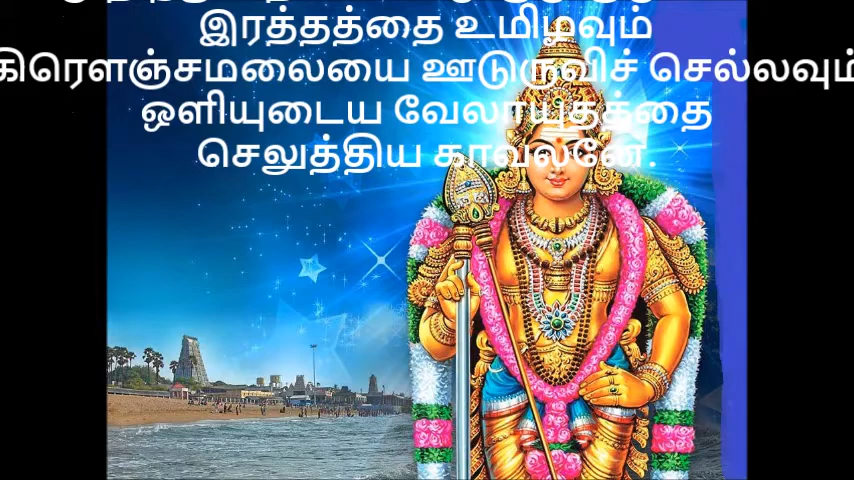 இரத்தத்தை உமிழவும்
கிரௌஞ்சமலையை ஊடுருவிச் செல்லவும்
ஒளியுடைய வேலாயுதத்தை
செலுத்திய காவலனே.